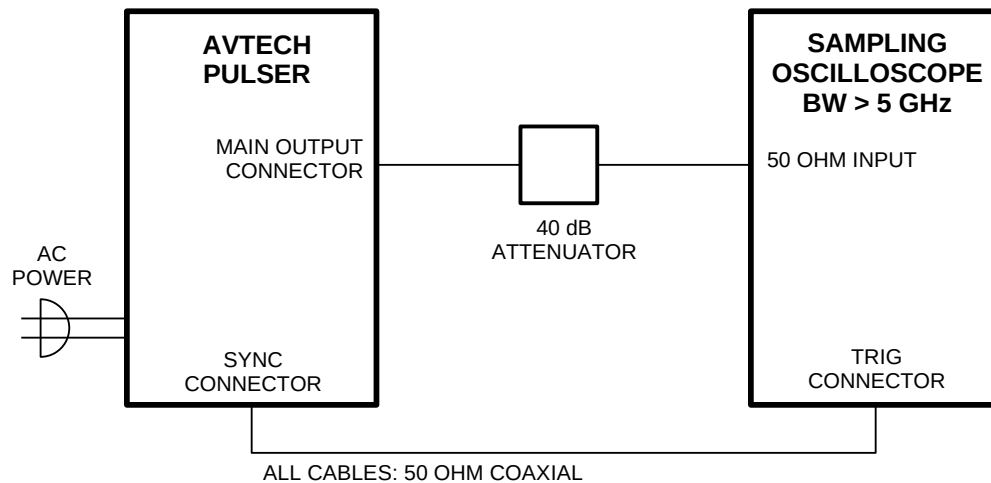 AVTECH
PULSER
SAMPLING
OSCILLOSCOPE
BW > 5 GHz
MAIN OUTPUT
CONNECTOR
50 OHM INPUT
40 dB
ATTENUATOR
AC
POWER
SYNC
CONNECTOR
TRIG
CONNECTOR
ALL CABLES: 50 OHM COAXIAL